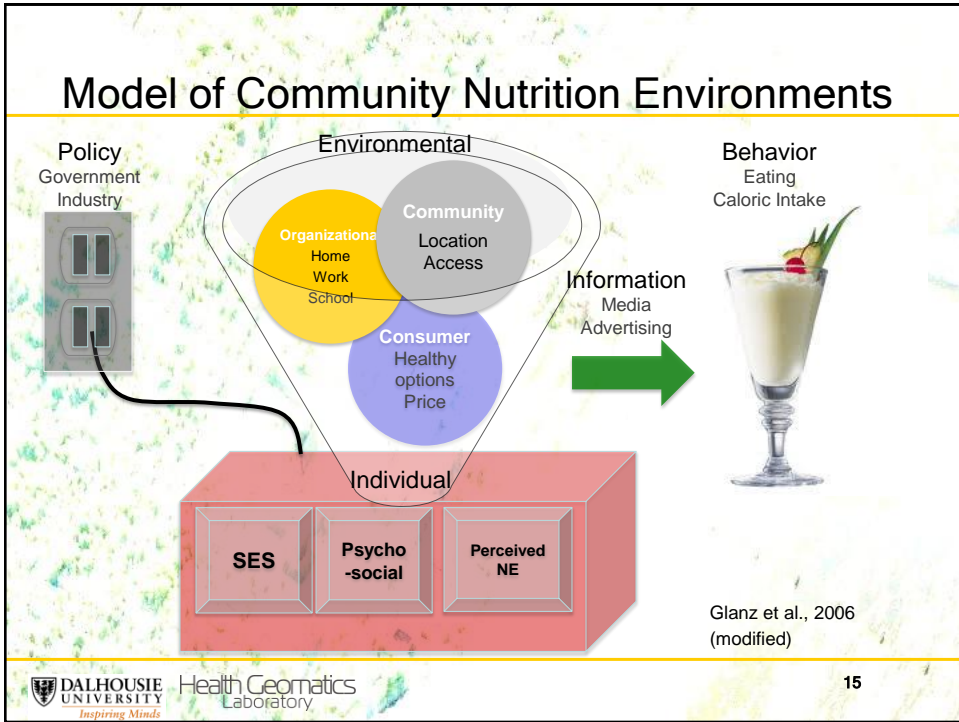 Model of Community Nutrition Environments
Policy
Government
Industry
Environmental
Organizationa
Home
Work
School
Community
Location
Access
Consumer
Healthy
options
Price
Information
Media
Advertising
Behavior
Eating
Caloric Intake
Individual
SES
Psycho
-social
Perceived
NE
Glanz et al., 2006
(modified)
DALHOUSIE
UNIVERSITY
Inspiring Minds
Health Geomatics
Laboratory
15